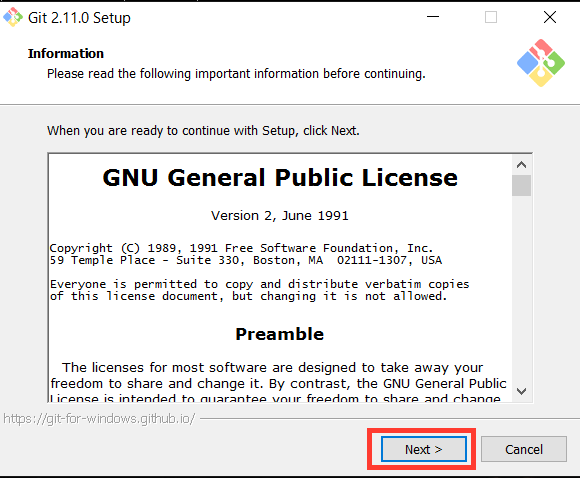 Git 2.11.0 Setup
Information
Please read the following important information before continuing.
When you are ready to continue with Setup, click Next.
GNU General Public License
Version 2, June 1991
Copyright (C) 1989, 1991 Free Software Foundation, Inc.
59 Temple Place - Suite 330, Boston, MA  02111-1307, USA
Everyone is permitted to copy and distribute verbatim copies
of this license document, but changing it is not allowed.
Preamble
The licenses for most software are designed to take away your
freedom to share and change it. By contrast, the GNU General Public
License is intended to guarantee your freedom to share and change
https://git-for-windows.github.io/
Next >
Cancel